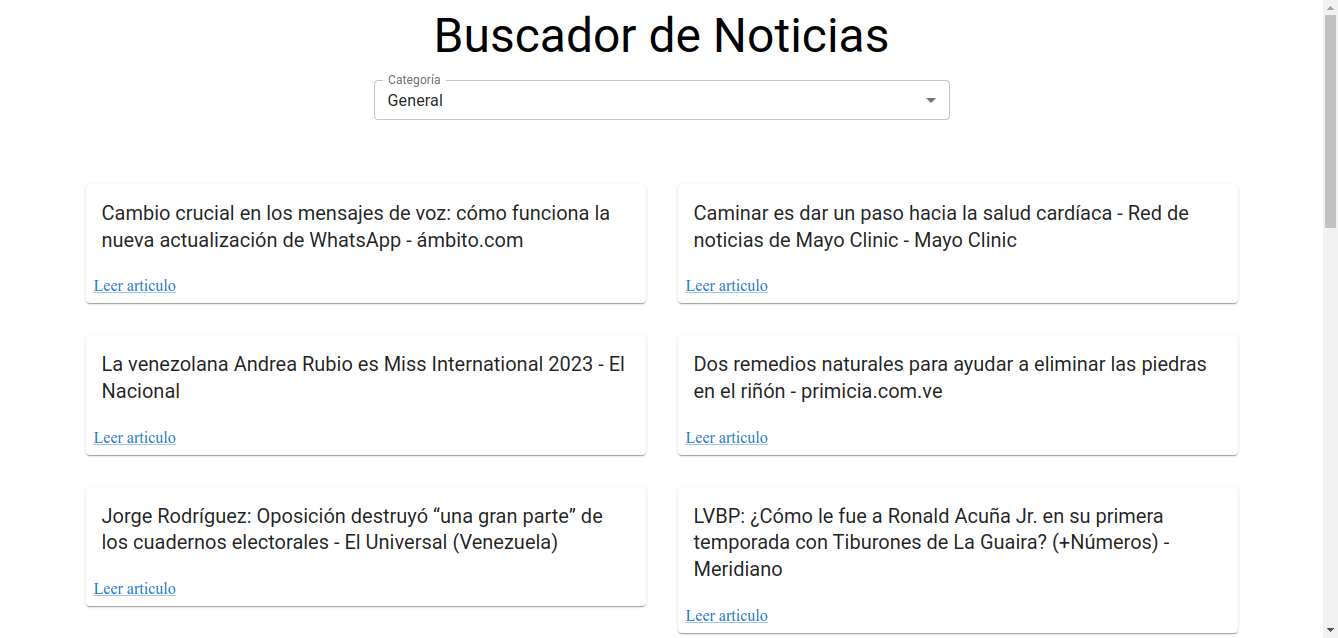 Buscador de Noticias
Categoría
General
Cambio crucial en los mensajes de voz: cómo funciona la
nueva actualización de WhatsApp - ámbito.com
Leer articulo
Caminar es dar un paso hacia la salud cardíaca - Red de
noticias de Mayo Clinic - Mayo Clinic
Leer articulo
La venezolana Andrea Rubio es Miss International 2023 - El
Nacional
Leer articulo
Dos remedios naturales para ayudar a eliminar las piedras
en el riñón - primicia.com.ve
Leer articulo
Jorge Rodríguez: Oposición destruyó “una gran parte” de
los cuadernos electorales - El Universal (Venezuela)
Leer articulo
LVBP: ¿Cómo le fue a Ronald Acuña Jr. en su primera
temporada con Tiburones de La Guaira? (+Números) -
Meridiano
Leer articulo